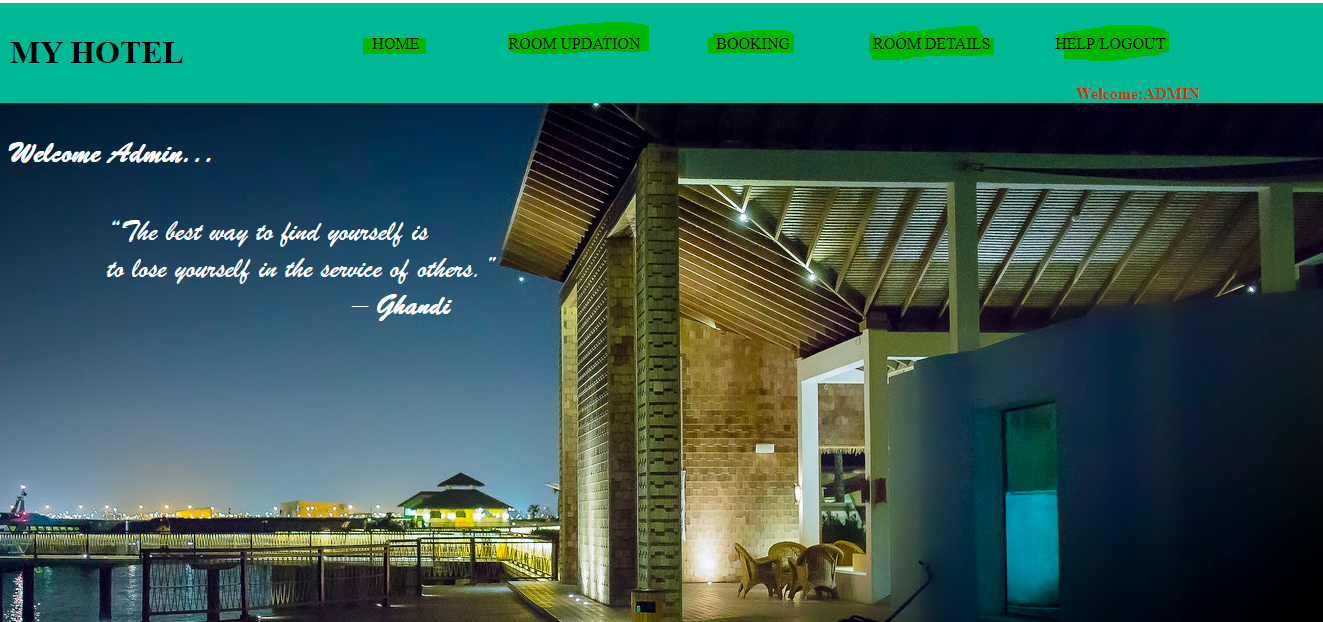 MY HOTEL
HOME
ROOM UPDATION
BOOKING
ROOM DETAILS
HELP/LOGOUT
Welcome:ADMIN
Welcome Admin...
“The best way to find yourself is
to lose yourself in the service of others.”
– Ghandi